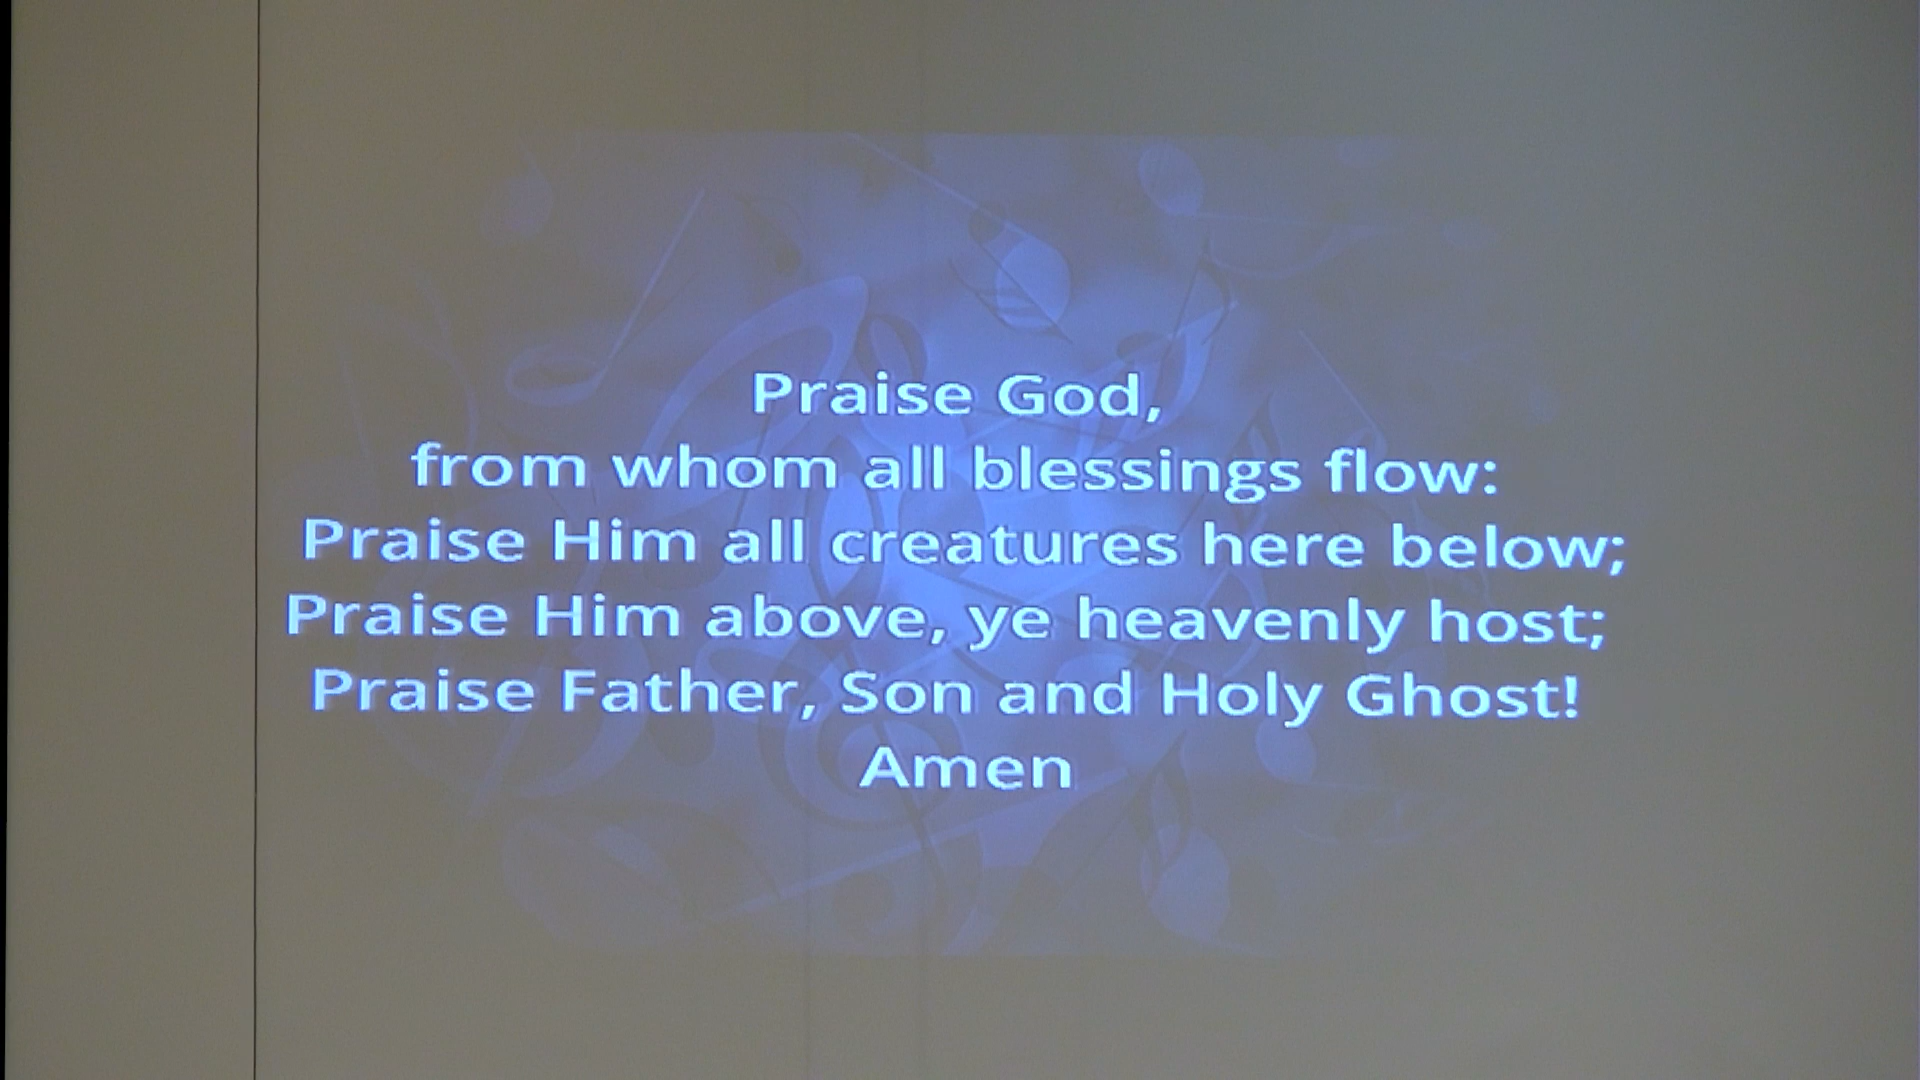 Praise God,
from whom all blessings flow:
Praise Him all creatures here below;
Praise Him above, ye heavenly host;
Praise Father, Son and Holy Ghost!
Amen